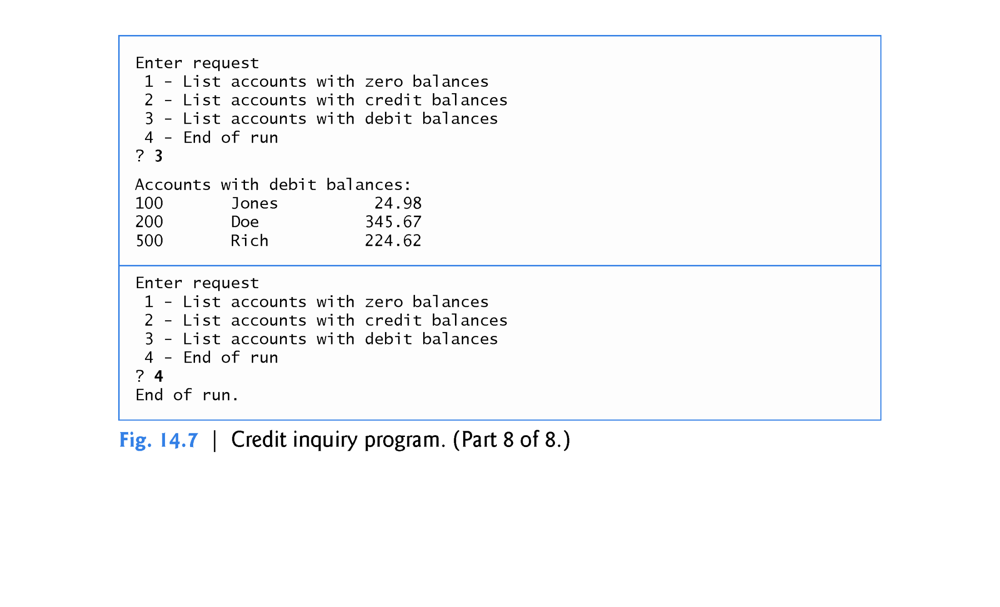 Enter request
 1 - List accounts with zero balances
 2 - List accounts with credit balances
 3 - List accounts with debit balances
 4 - End of run
? 3
Accounts with debit balances:
100       Jones          24.98
200       Doe           345.67
500       Rich          224.62
Enter request
 1 - List accounts with zero balances
 2 - List accounts with credit balances
 3 - List accounts with debit balances
 4 - End of run
? 4
End of run.
Fig. 14.7 | Credit inquiry program. (Part 8 of 8.)